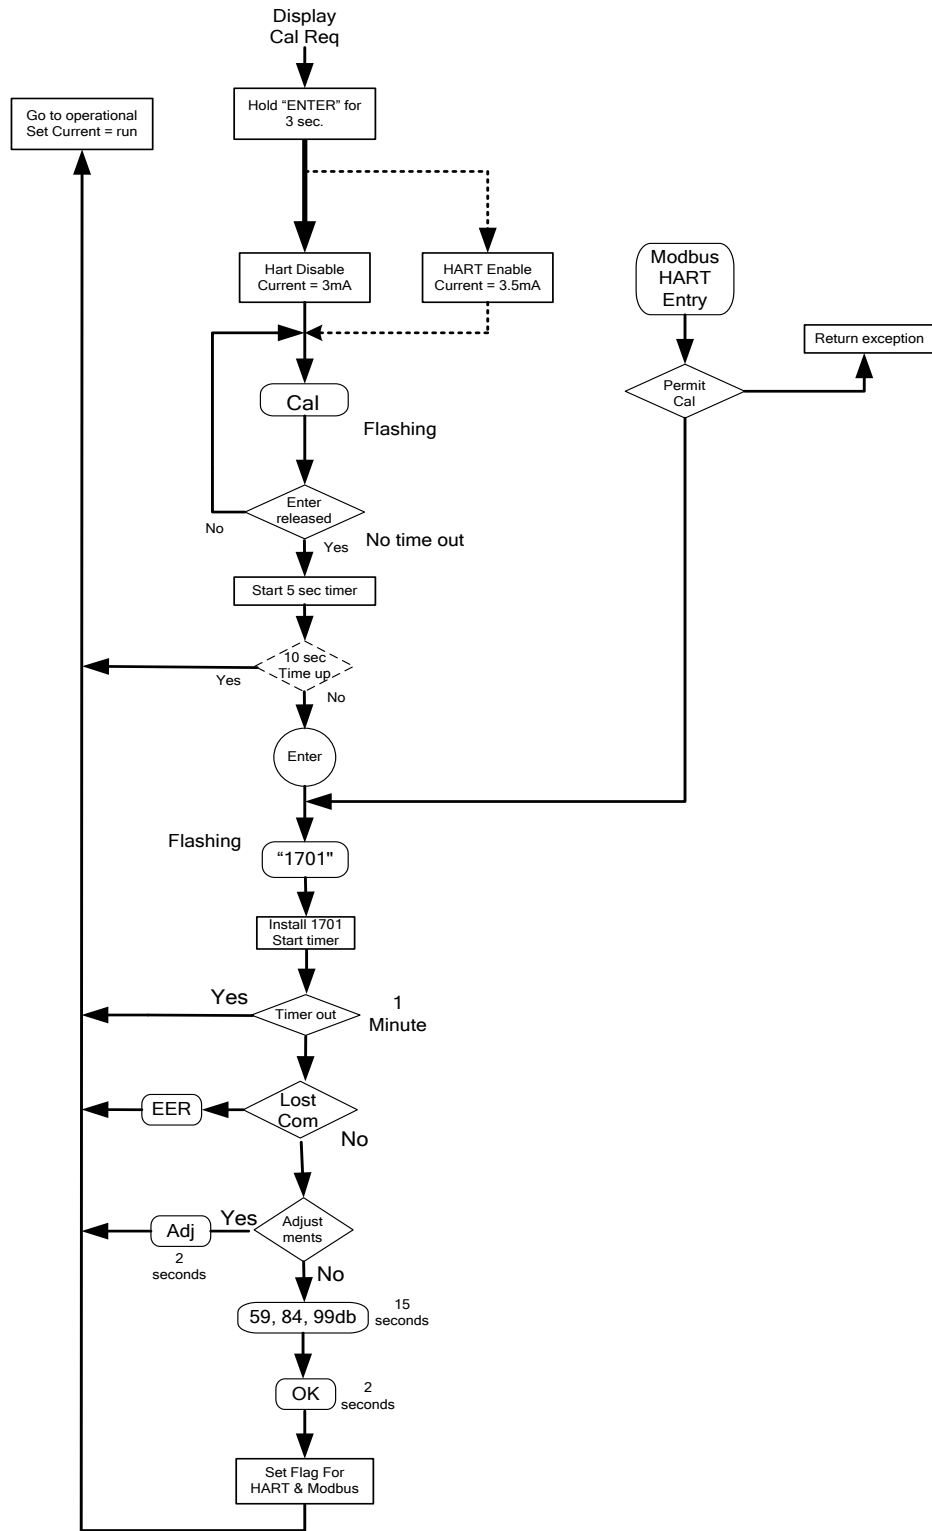 Display
Cal Req
Hold “ENTER” for
3 sec.
Go to operational
Set Current = run
Hart Disable
Current = 3mA
HART Enable
Current = 3.5mA
Modbus
HART
Entry
Return exception
Permit
Cal
Cal
Flashing
Enter
released
No
Yes
No time out
Start 5 sec timer
10 sec
Time up
Yes
No
Enter
Flashing
“1701"
Install 1701
Start timer
Yes
Timer out
1
Minute
EER
Lost
Com
No
Adj
Yes
2
seconds
Adjust
ments
No
59, 84, 99db
15
seconds
OK
2
seconds
Set Flag For
HART & Modbus